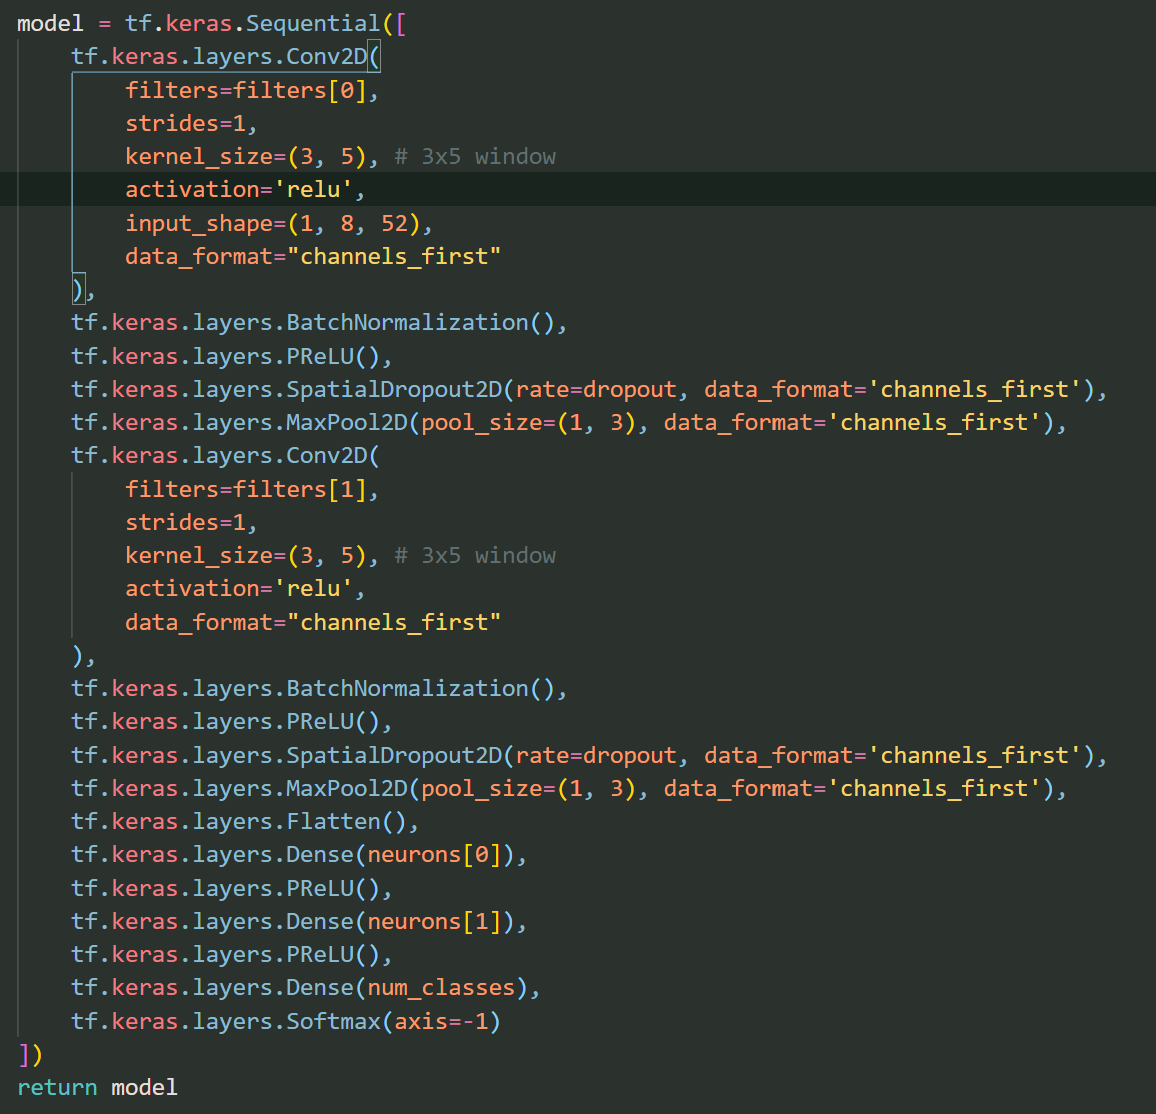 model = tf.keras.Sequential([
    tf.keras.layers.Conv2D(
        filters=filters[0],
        strides=1,
        kernel_size=(3, 5), # 3x5 window
        activation='relu',
        input_shape=(1, 8, 52),
        data_format="channels_first"
    ),
    tf.keras.layers.BatchNormalization(),
    tf.keras.layers.PReLU(),
    tf.keras.layers.SpatialDropout2D(rate=dropout, data_format='channels_first'),
    tf.keras.layers.MaxPool2D(pool_size=(1, 3), data_format='channels_first'),
    tf.keras.layers.Conv2D(
        filters=filters[1],
        strides=1,
        kernel_size=(3, 5), # 3x5 window
        activation='relu',
        data_format="channels_first"
    ),
    tf.keras.layers.BatchNormalization(),
    tf.keras.layers.PReLU(),
    tf.keras.layers.SpatialDropout2D(rate=dropout, data_format='channels_first'),
    tf.keras.layers.MaxPool2D(pool_size=(1, 3), data_format='channels_first'),
    tf.keras.layers.Flatten(),
    tf.keras.layers.Dense(neurons[0]),
    tf.keras.layers.PReLU(),
    tf.keras.layers.Dense(neurons[1]),
    tf.keras.layers.PReLU(),
    tf.keras.layers.Dense(num_classes),
    tf.keras.layers.Softmax(axis=-1)
])
return model